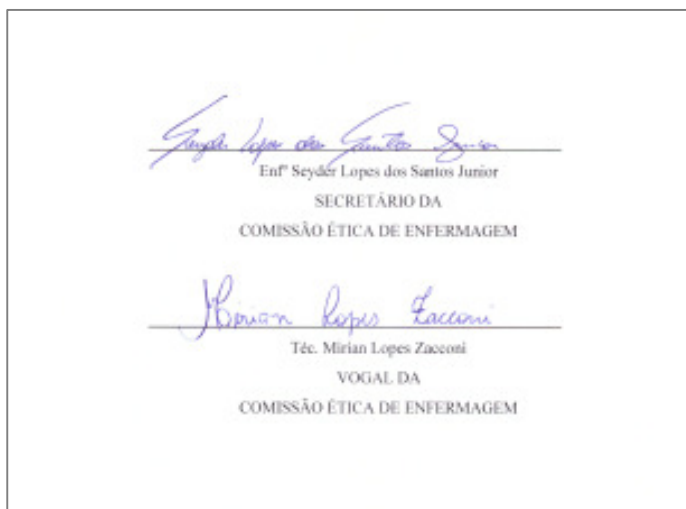 Seyder Lopes dos Santos Junior
Enfº Seyder Lopes dos Santos Junior
SECRETÁRIO DA
COMISSÃO ÉTICA DE ENFERMAGEM
Mirian Lopes Zacconi
Téc. Mirian Lopes Zacconi
VOGAL DA
COMISSÃO ÉTICA DE ENFERMAGEM